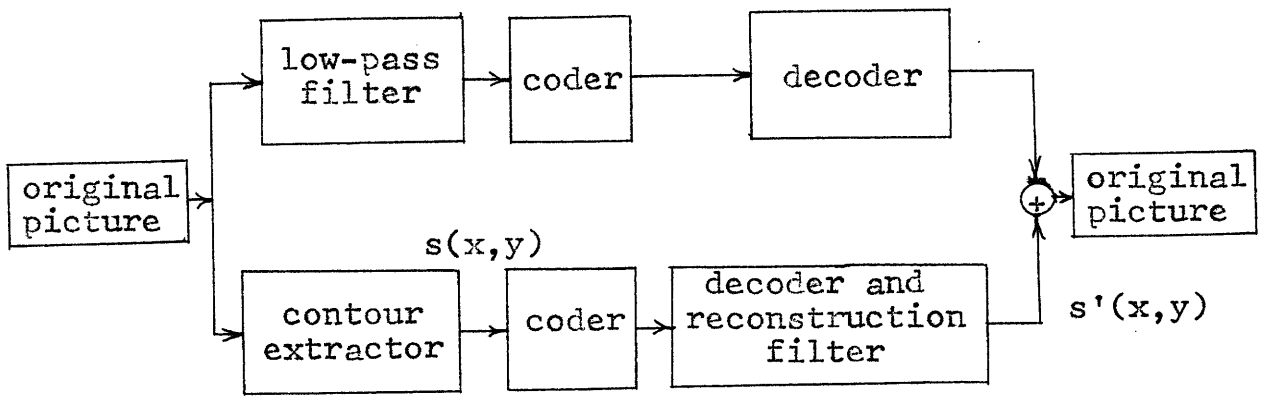 low-pass
filter
coder
decoder
original
picture
+
original
picture
s(x,y)
contour
extractor
coder
decoder and
reconstruction
filter
s'(x,y)